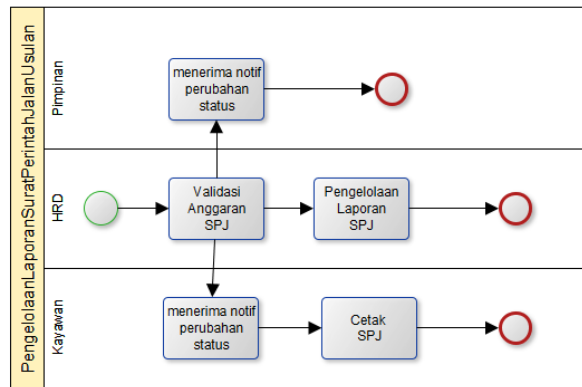 PengelolaanLaporanSuratPerintahJalanUsulan
Pimpinan
menerima notif
perubahan
status
HRD
Validasi
Anggaran
SPJ
Pengelolaan
Laporan
SPJ
Kayawan
menerima notif
perubahan
status
Cetak
SPJ